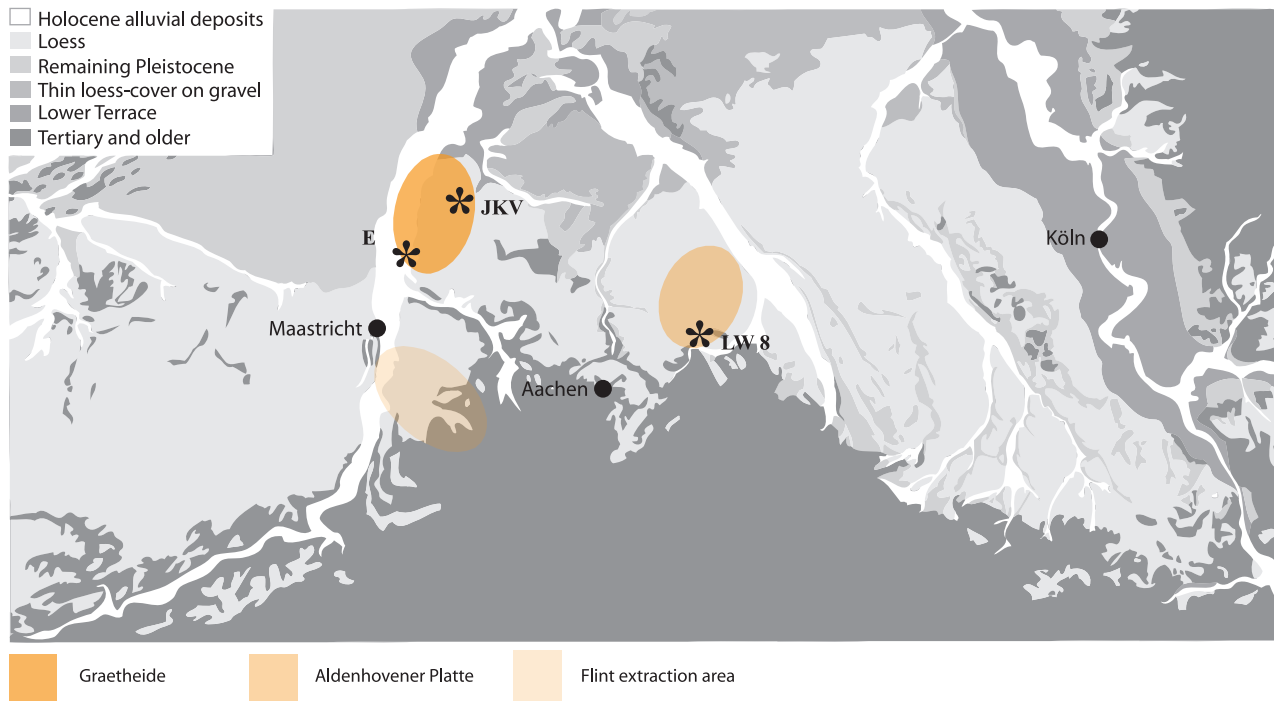 Holocene alluvial deposits
Loess
Remaining Pleistocene
Thin loess-cover on gravel
Lower Terrace
Tertiary and older
JKV
E
Köln
Maastricht
LW 8
Aachen
Graetheide
Aldenhovener Platte
Flint extraction area